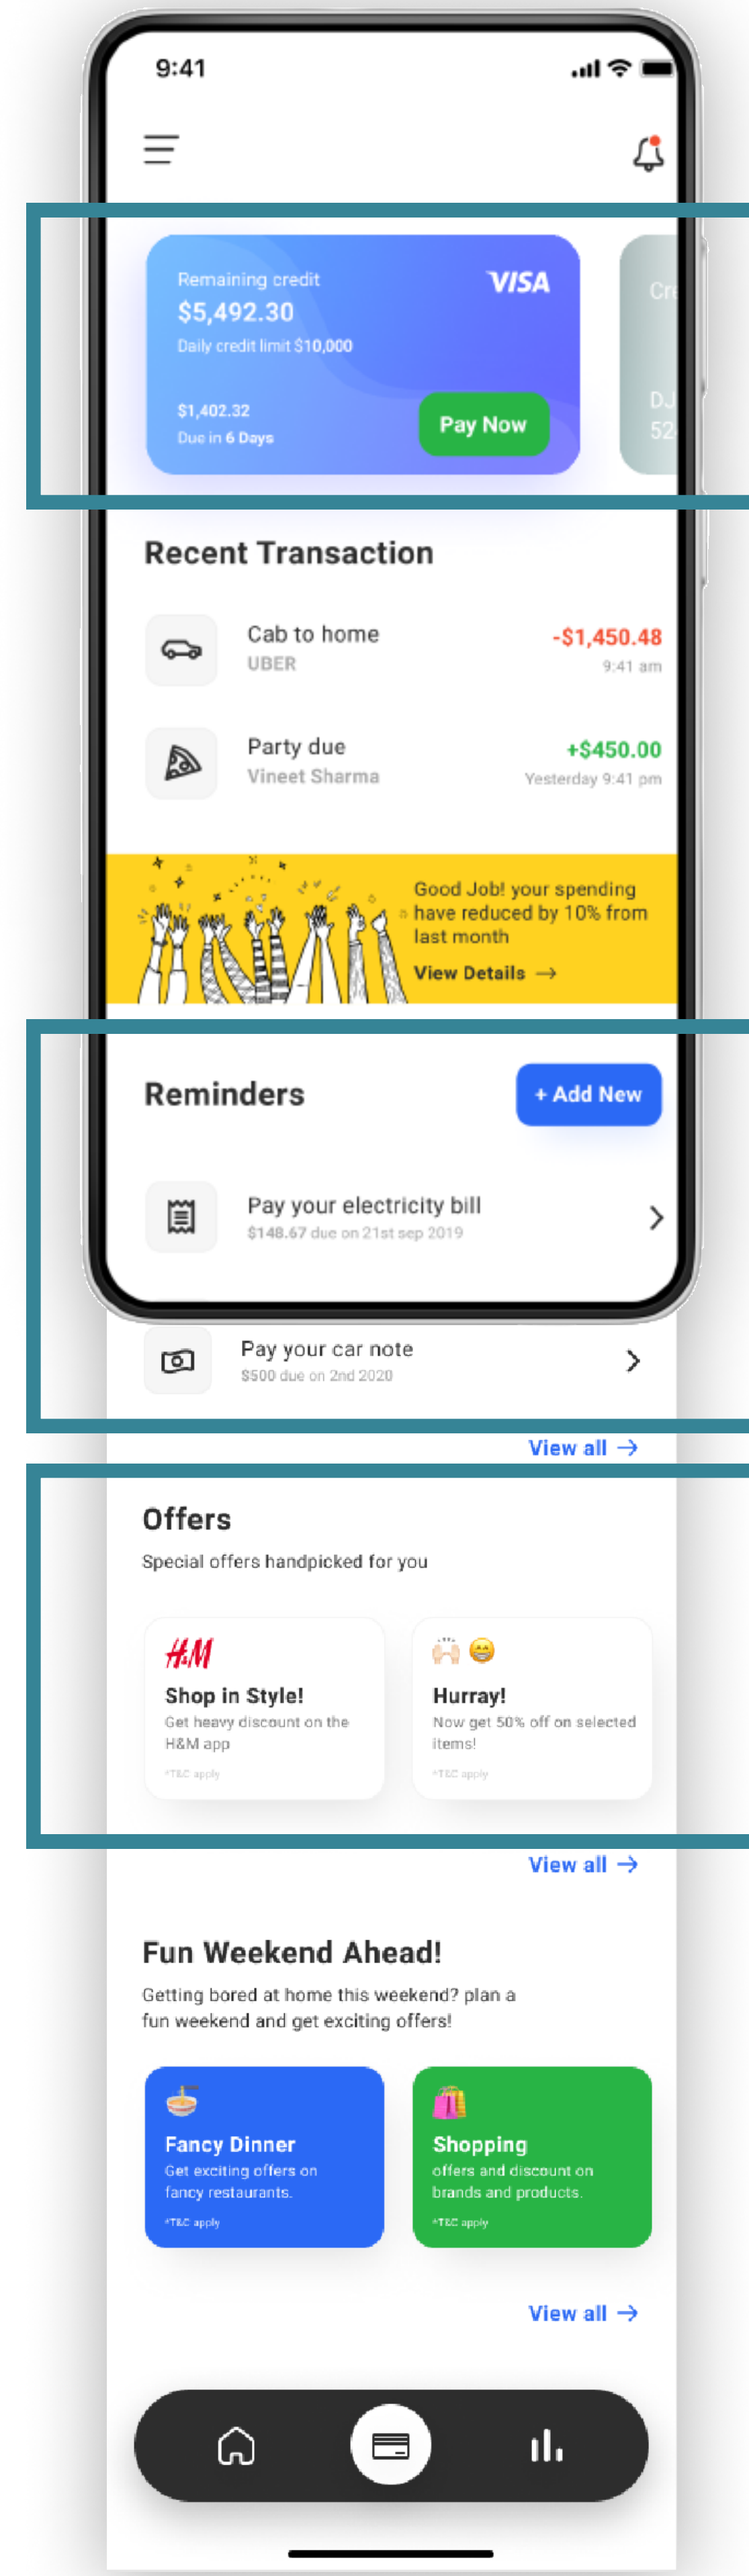 9:41
Remaining credit
VISA
$5,492.30
Daily credit limit $10,000
$1,402.32
Due in 6 Days
Pay Now
Recent Transaction
Cab to home
-$1,450.48
UBER
9:41 am
Party due
+$450.00
Vineet Sharma
Yesterday 9:41 pm
Good Job! your spending
have reduced by 10% from
last month
View Details →
Reminders
+ Add New
Pay your electricity bill
$148.67 due on 21st sep 2019
Pay your car note
$500 due on 2nd 2020
View all →
Offers
Special offers handpicked for you
H&M
Shop in Style!
Get heavy discount on the
H&M app
*T&C apply
Hurray!
Now get 50% off on selected
items!
*T&C apply
View all →
Fun Weekend Ahead!
Getting bored at home this weekend? plan a
fun weekend and get exciting offers!
Fancy Dinner
Get exciting offers on
fancy restaurants.
*T&C apply
Shopping
offers and discount on
brands and products.
*T&C apply
View all →